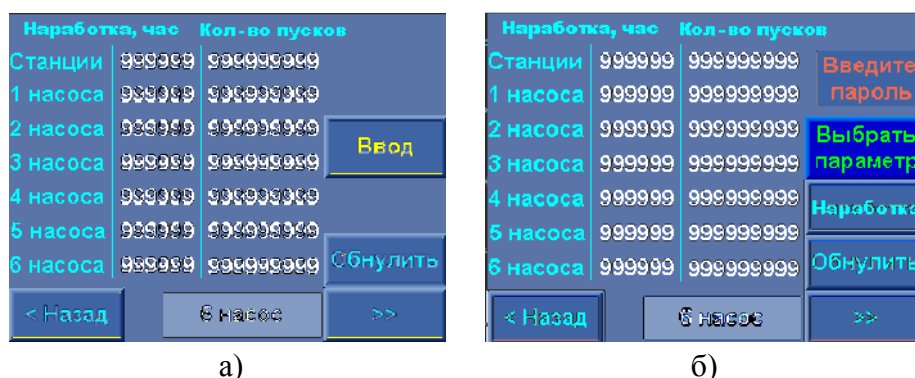 Наработка, час Кол-во пусков
Станции 999999 999999999
1 насоса 999999 999999999
2 насоса 999999 999999999
3 насоса 999999 999999999
4 насоса 999999 999999999
5 насоса 999999 999999999
6 насоса 999999 999999999
Ввод
Обнулить
< Назад 6 насос >>
а)
Наработка, час Кол-во пусков
Станции 999999 999999999
1 насоса 999999 999999999
2 насоса 999999 999999999
3 насоса 999999 999999999
4 насоса 999999 999999999
5 насоса 999999 999999999
6 насоса 999999 999999999
Введите
пароль
Выбрать
параметр
Наработка
Обнулить
< Назад 6 насос >>
б)